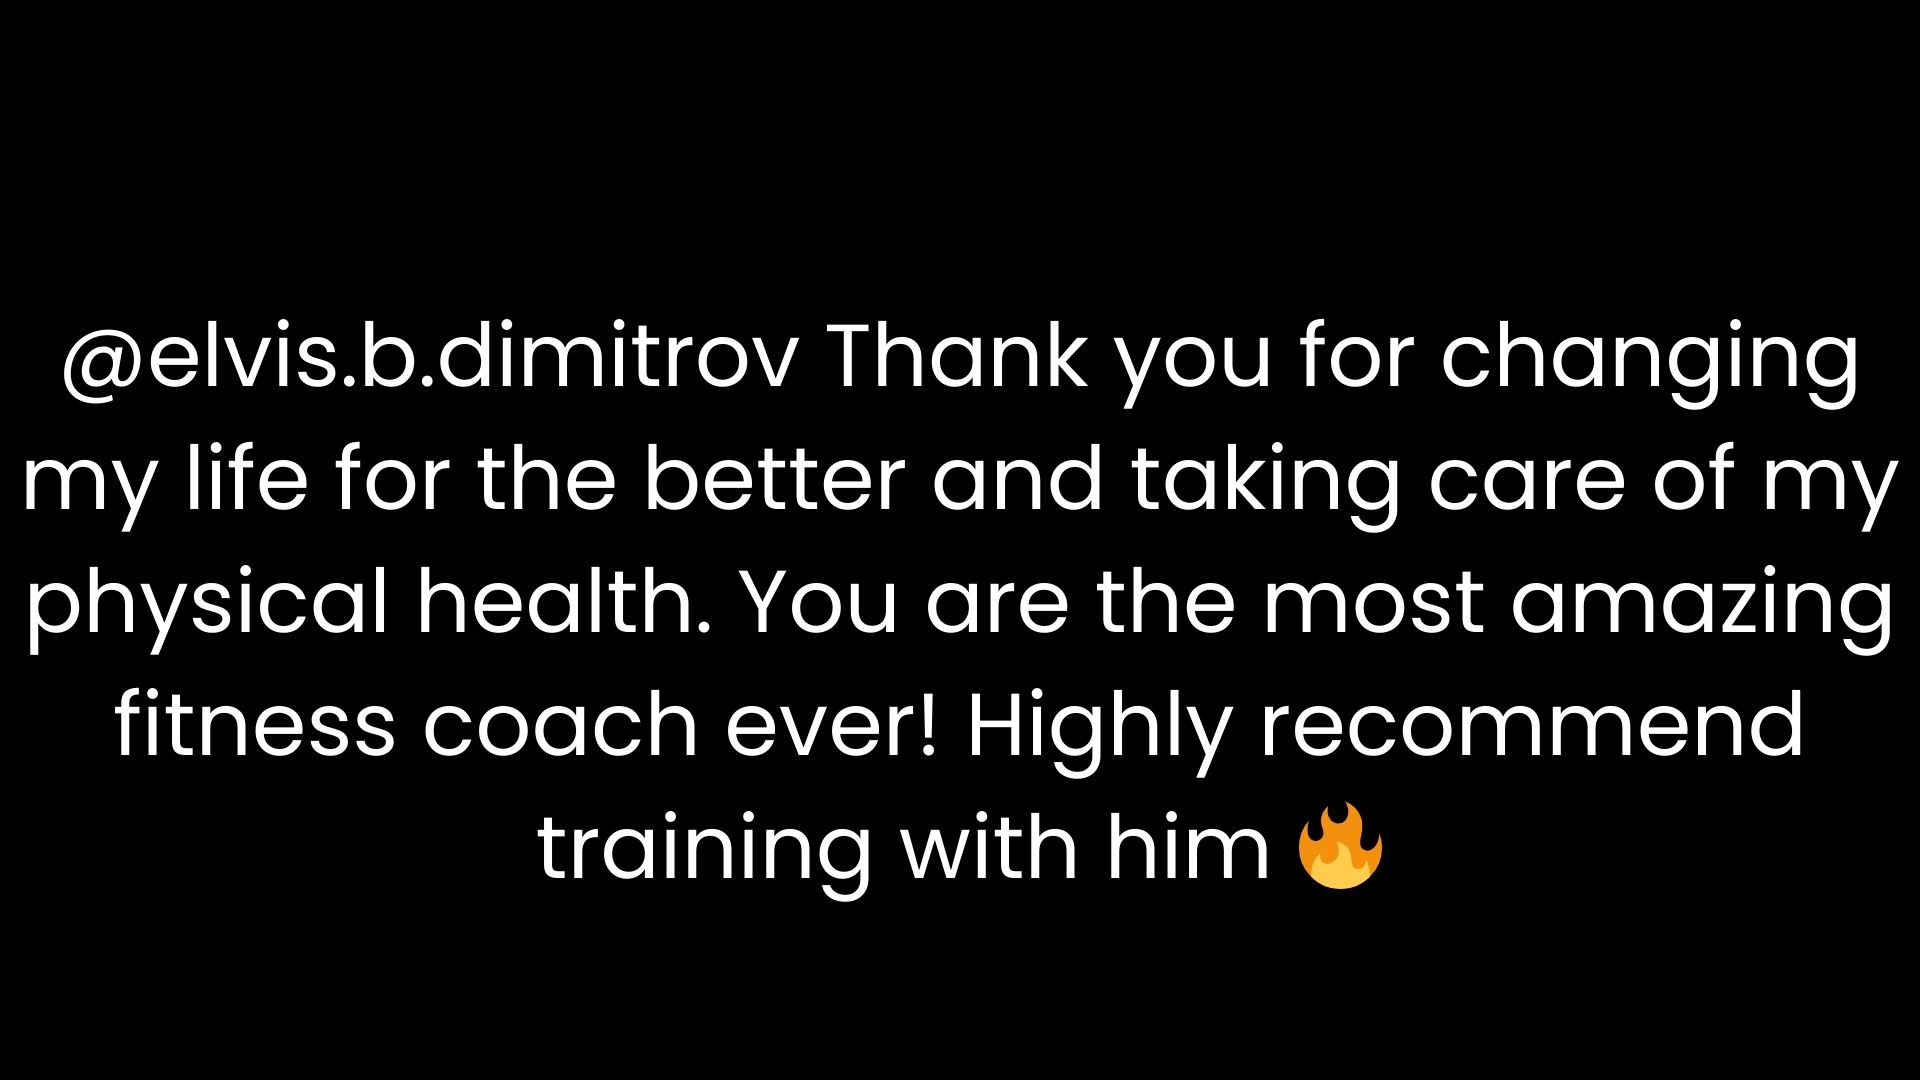 @elvis.b.dimitrov Thank you for changing
my life for the better and taking care of my
physical health. You are the most amazing
fitness coach ever! Highly recommend
training with him 🔥